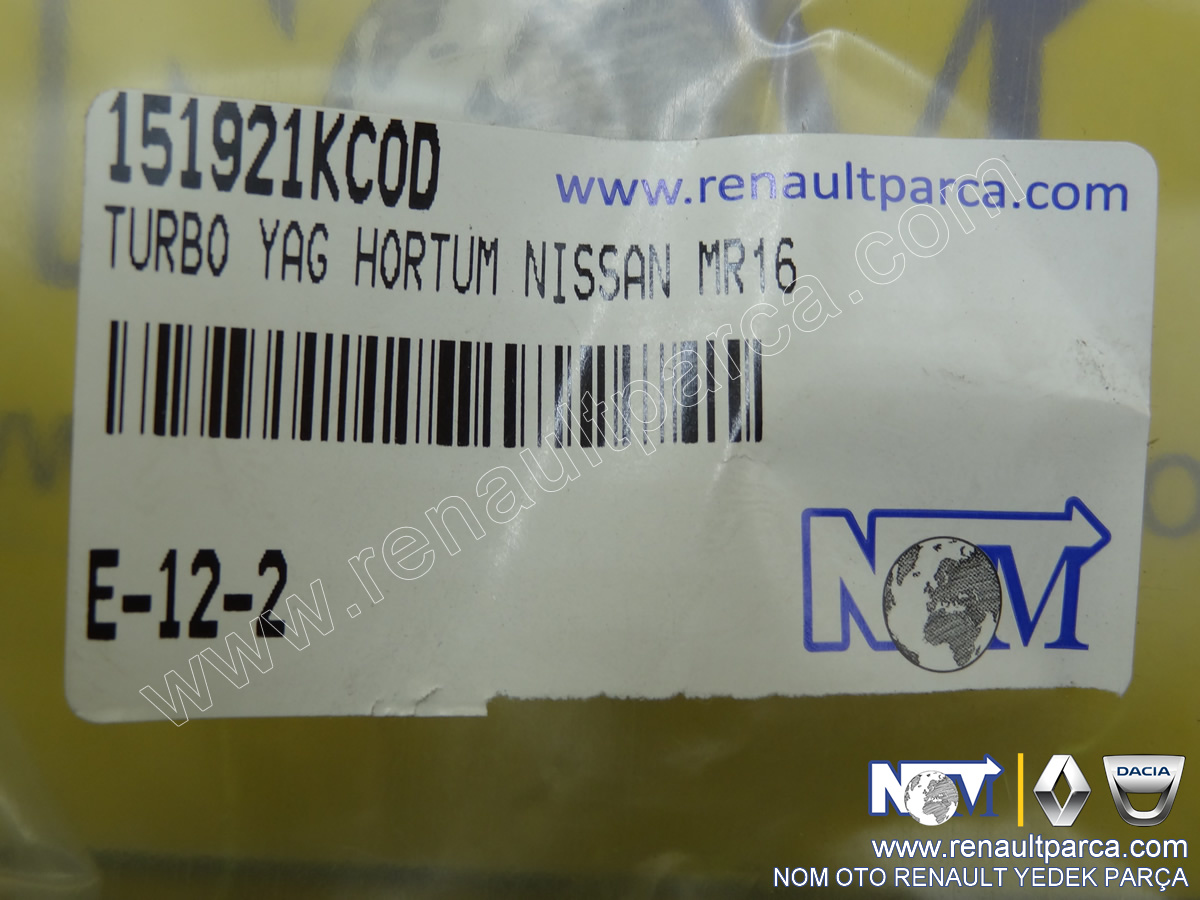 151921KC0D
www.renaultparca.com
TURBO YAG HORTUM NISSAN MR16
www.renaultparca.com
E-12-2
NOM
NOM
DACIA
www.renaultparca.com
NOM OTO RENAULT YEDEK PARÇA